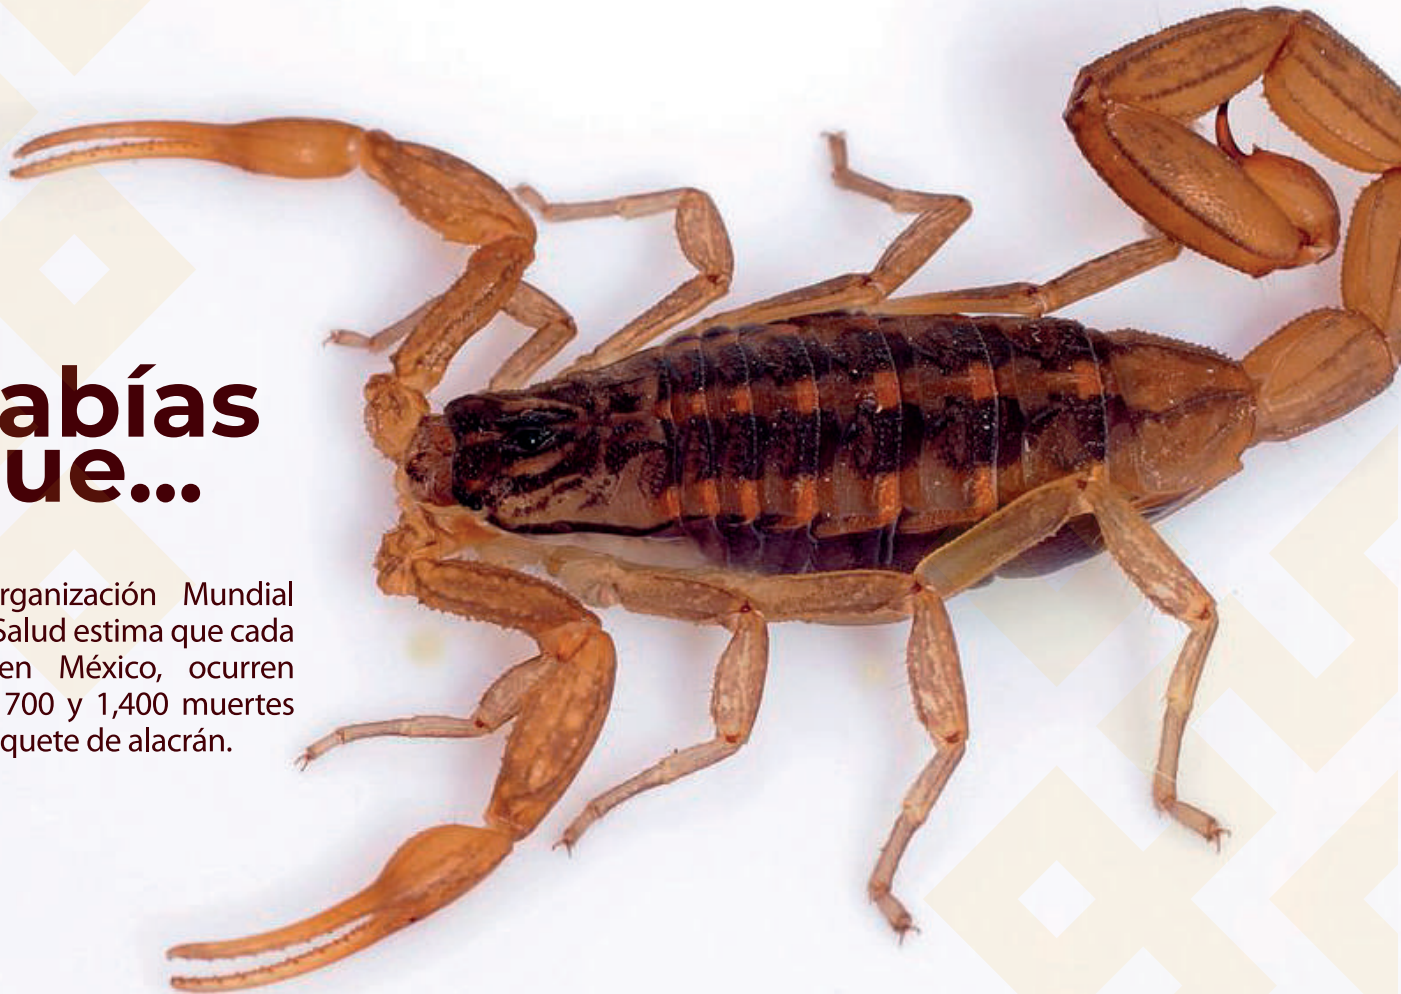 abías
ue...
rganización Mundial
Salud estima que cada
en México, ocurren
700 y 1,400 muertes
quete de alacrán.